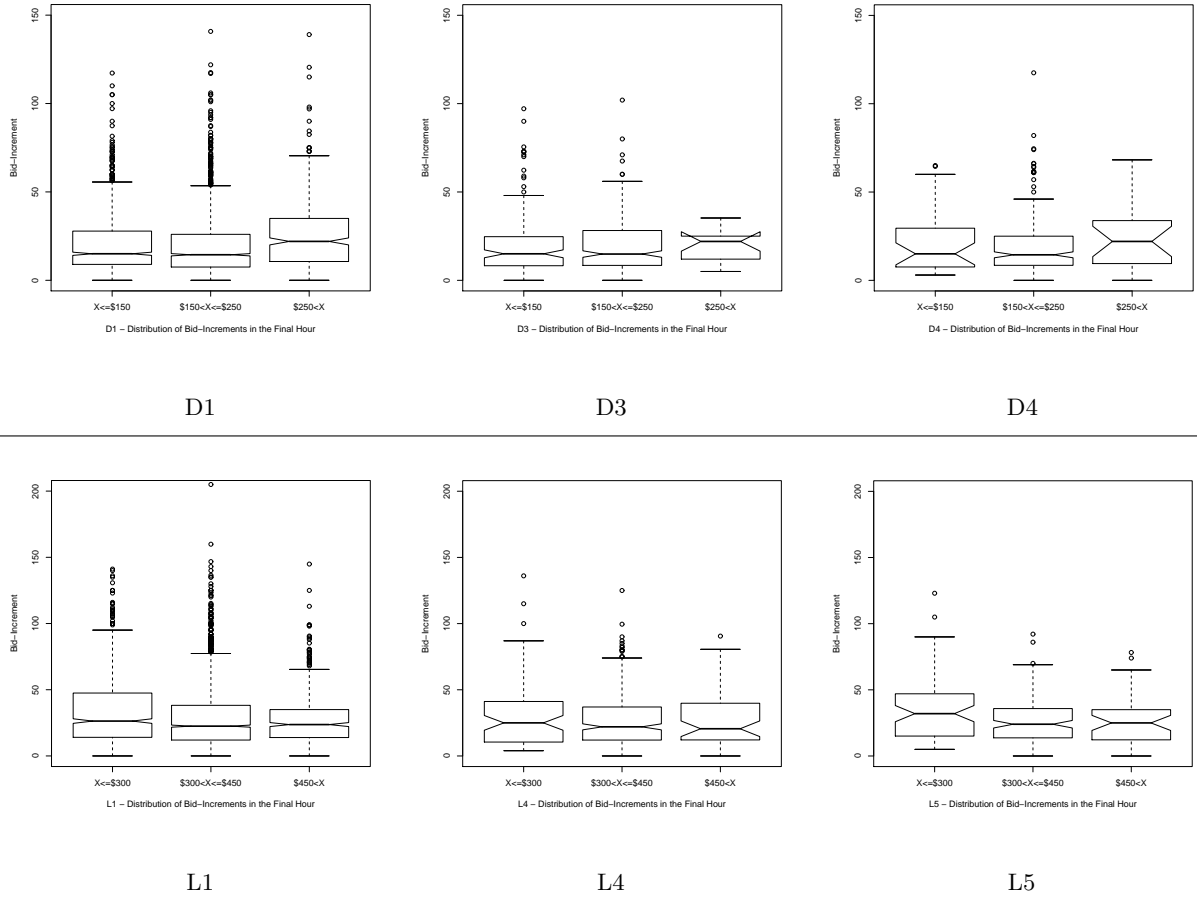 150
100
50
0
Bid−Increment
X<=$150 $150<X<=$250 $250<X
D1 − Distribution of Bid−Increments in the Final Hour
150
100
50
0
Bid−Increment
X<=$150 $150<X<=$250 $250<X
D3 − Distribution of Bid−Increments in the Final Hour
150
100
50
0
Bid−Increment
X<=$150 $150<X<=$250 $250<X
D4 − Distribution of Bid−Increments in the Final Hour
D1 D3 D4
200
150
100
50
0
Bid−Increment
X<=$300 $300<X<=$450 $450<X
L1 − Distribution of Bid−Increments in the Final Hour
200
150
100
50
0
Bid−Increment
X<=$300 $300<X<=$450 $450<X
L4 − Distribution of Bid−Increments in the Final Hour
200
150
100
50
0
Bid−Increment
X<=$300 $300<X<=$450 $450<X
L5 − Distribution of Bid−Increments in the Final Hour
L1 L4 L5